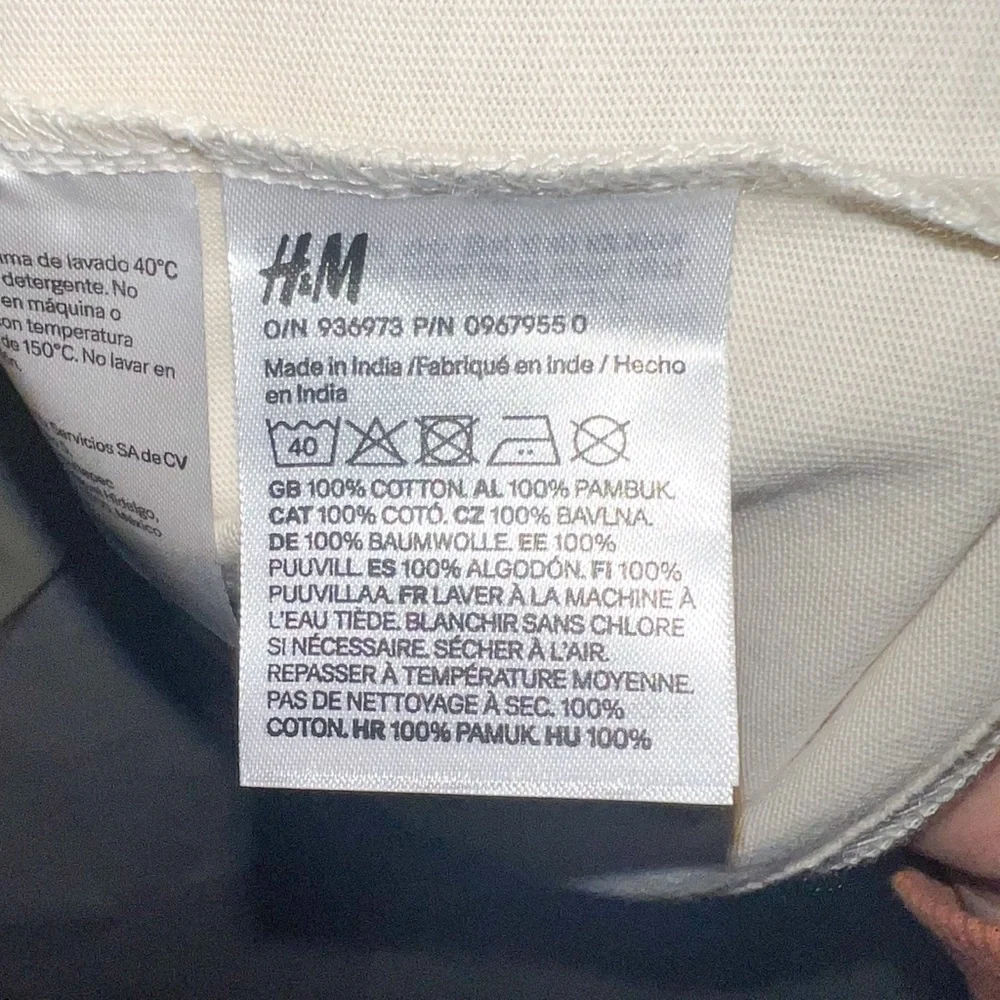 de lavado 40°C
detergente. No
en máquina o
temperatura
de 150°C. No lavar en
Servicios SA de CV
Hidalgo,
México
H&M
O/N 936973 P/N 0967955 0
Made in India /Fabriqué en Inde / Hecho
en India
40
GB 100% COTTON. AL 100% PAMBUK.
CAT 100% COTÓ. CZ 100% BAVLNA.
DE 100% BAUMWOLLE. EE 100%
PUUVILL. ES 100% ALGODÓN. FI 100%
PUUVILLAA. FR LAVER À LA MACHINE À
L'EAU TIÈDE. BLANCHIR SANS CHLORE
SI NÉCESSAIRE. SÉCHER À L'AIR.
REPASSER À TEMPÉRATURE MOYENNE.
PAS DE NETTOYAGE À SEC. 100%
COTON. HR 100% PAMUK. HU 100%